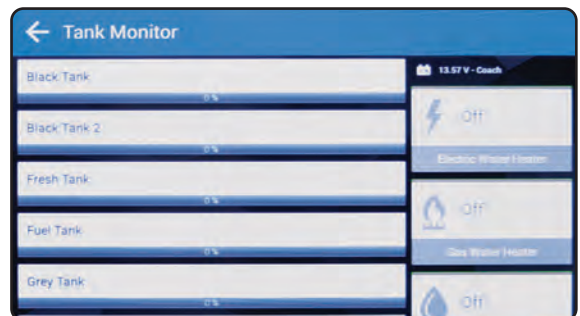 Tank Monitor
Black Tank
0 %
Black Tank 2
0 %
Fresh Tank
0 %
Fuel Tank
0 %
Grey Tank
0 %
13.57 V - Coach
Off
Electric Water Heater
Off
Gas Water Heater
Off